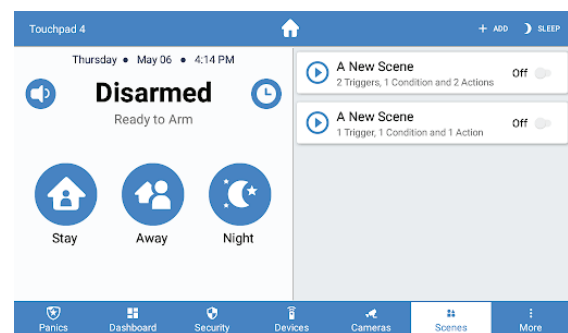 Touchpad 4
+ ADD
SLEEP
Thursday • May 06 • 4:14 PM
Disarmed
Ready to Arm
Stay
Away
Night
A New Scene
2 Triggers, 1 Condition and 2 Actions
Off
A New Scene
1 Trigger, 1 Condition and 1 Action
Off
Panics
Dashboard
Security
Devices
Cameras
Scenes
More